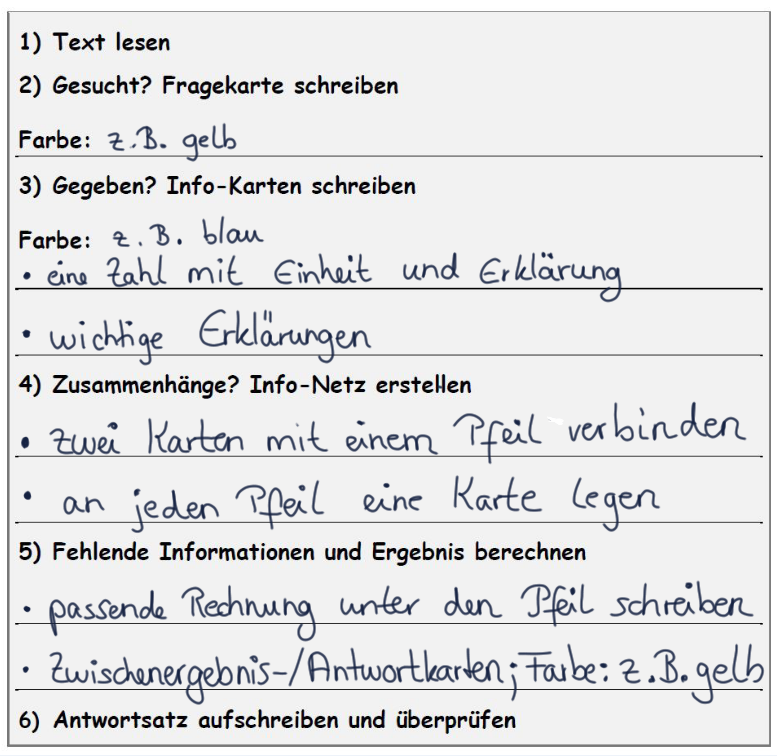 1) Text lesen
2) Gesucht? Fragekarte schreiben
Farbe: z.B. gelb
3) Gegeben? Info-Karten schreiben
Farbe: z.B. blau
• eine Zahl mit Einheit und Erklärung
• wichtige Erklärungen
4) Zusammenhänge? Info-Netz erstellen
• zwei Karten mit einem Pfeil verbinden
• an jeden Pfeil eine Karte legen
5) Fehlende Informationen und Ergebnis berechnen
• passende Rechnung unter den Pfeil schreiben
• Zwischenergebnis-/Antwortkarten; Farbe: z.B. gelb
6) Antwortsatz aufschreiben und überprüfen